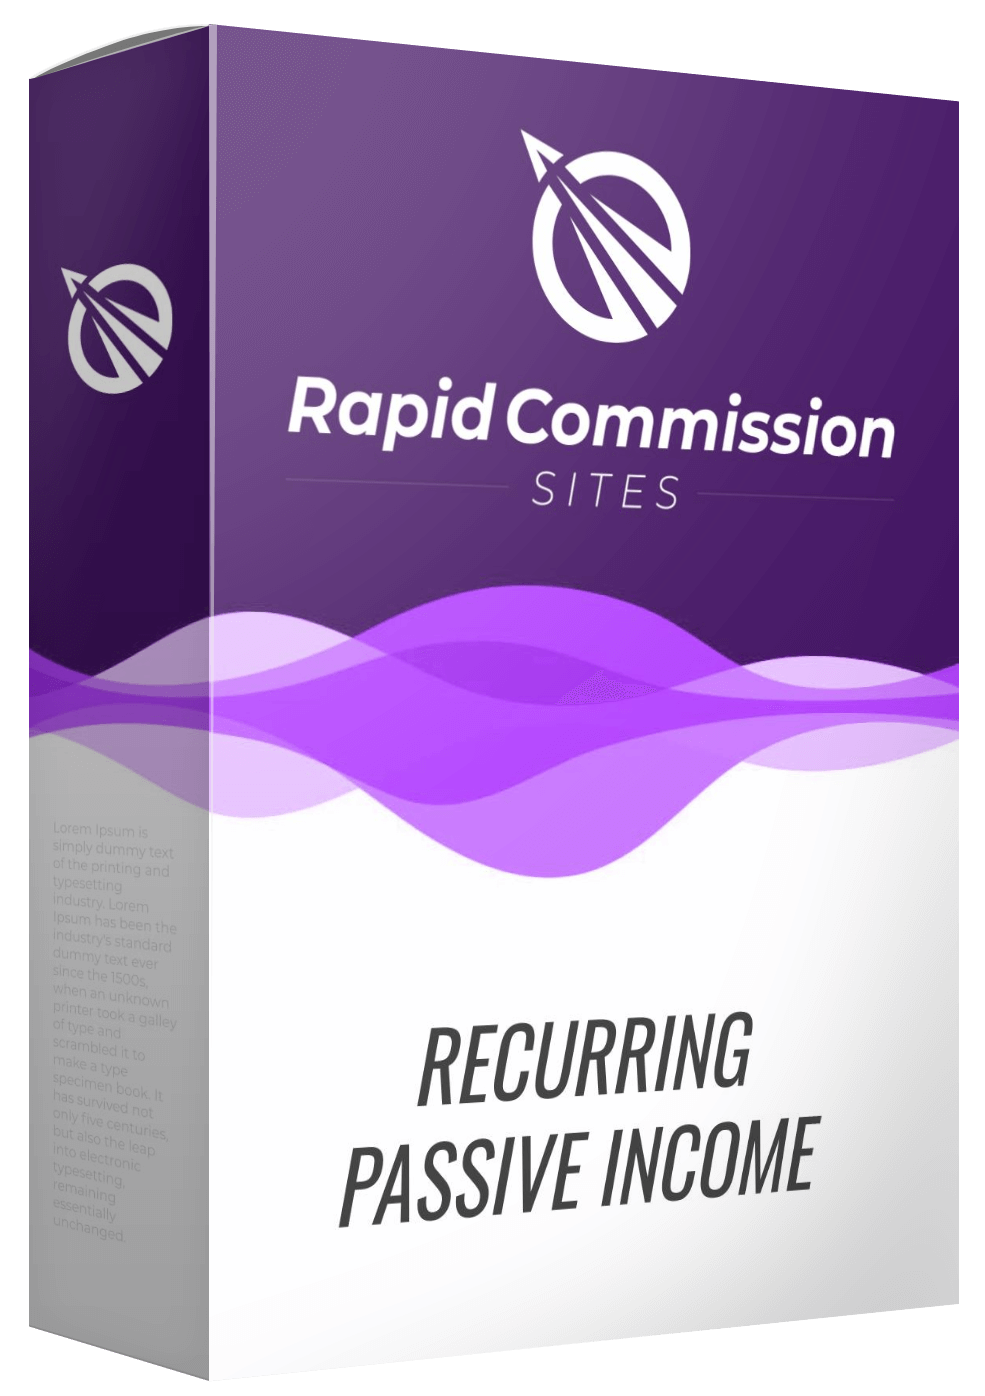 Rapid Commission
SITES
RECURRING
PASSIVE INCOME
Lorem Ipsum is
simply dummy text
of the printing and
typesetting
industry. Lorem
Ipsum has been the
industry's standard
dummy text ever
since the 1500s,
when an unknown
printer took a galley
of type and
scrambled it to
make a type
specimen book. It
has survived not
only five centuries,
but also the leap
into electronic
typesetting,
remaining
essentially
unchanged.